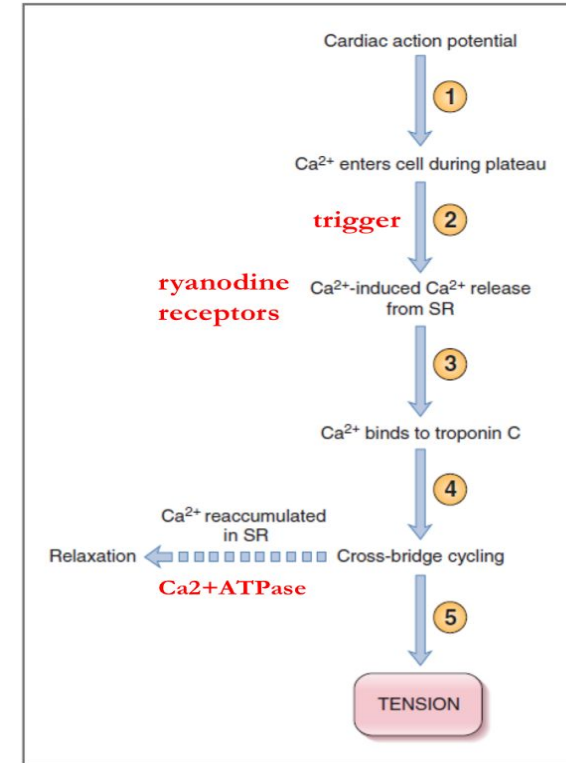 Cardiac action potential
1
Ca²⁺ enters cell during plateau
trigger
2
ryanodine
receptors
Ca²⁺-induced Ca²⁺ release
from SR
3
Ca²⁺ binds to troponin C
4
Ca²⁺ reaccumulated
in SR
Relaxation
Cross-bridge cycling
Ca2+ATPase
5
TENSION